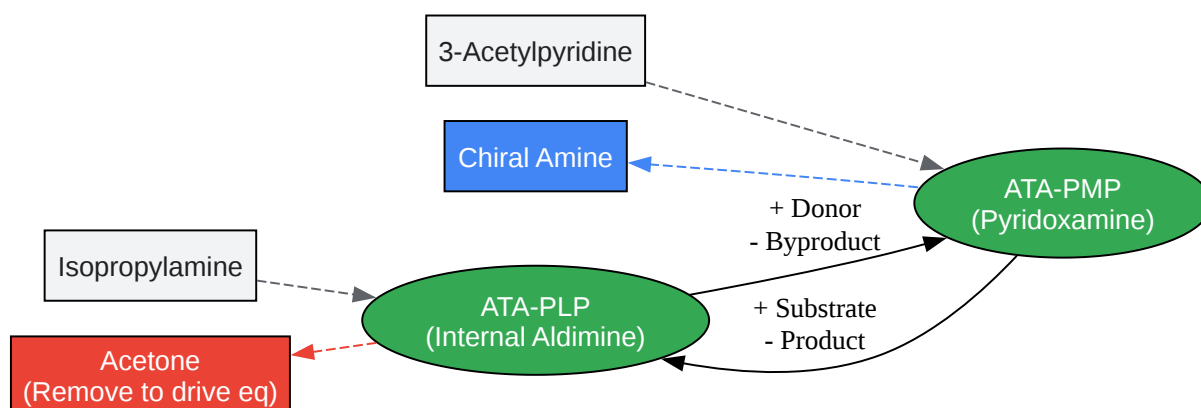 3-Acetylpyridine
Chiral Amine
ATA-PMP
(Pyridoxamine)
+ Donor
- Byproduct
Isopropylamine
ATA-PLP
(Internal Aldimine)
+ Substrate
- Product
Acetone
(Remove to drive eq)